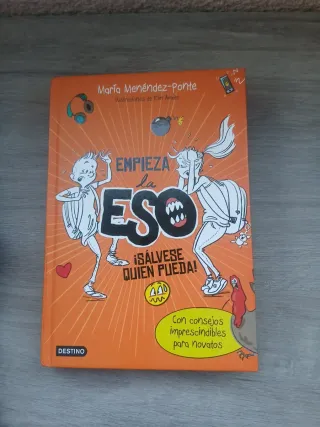 María Menéndez-Ponte
EMPIEZA
la
ESO
¡SÁLVESE
QUIEN PUEDA!
Con consejos
imprescindibles
para novatos
DESTINO